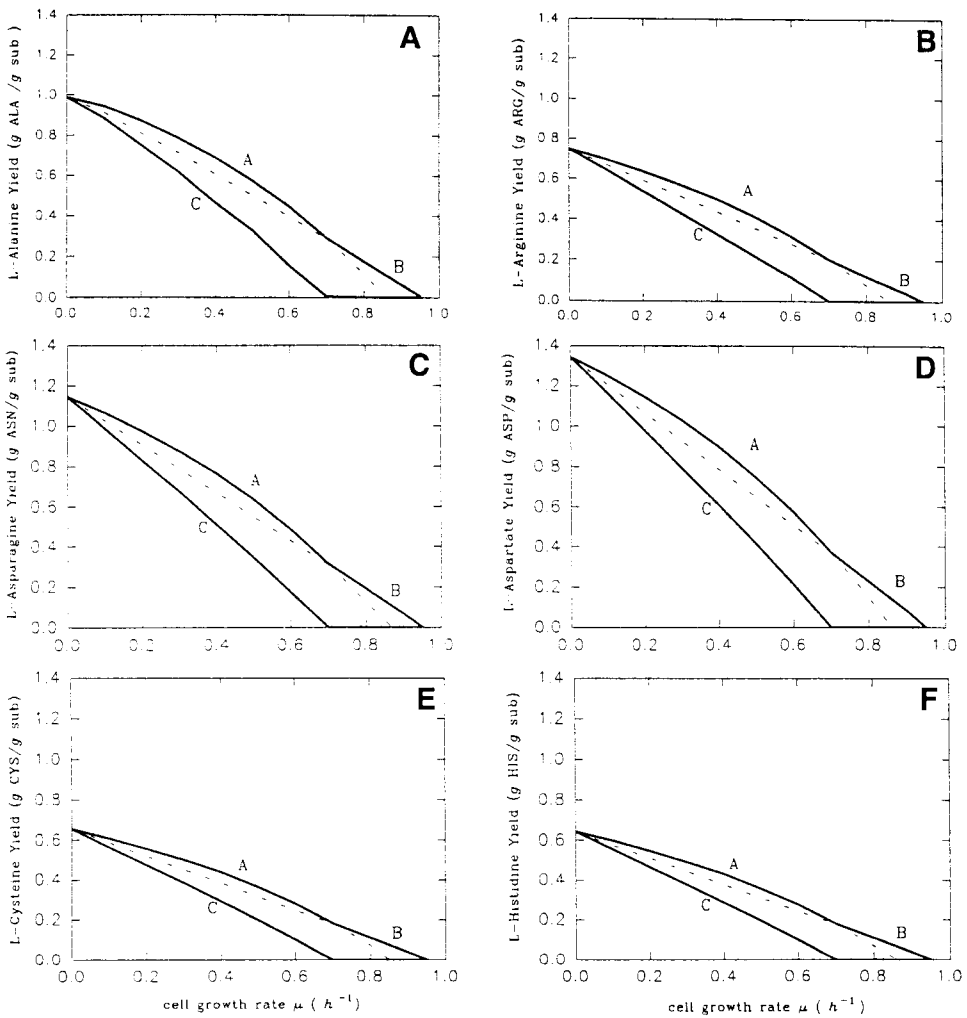 A
L-Alanine Yield (g ALA /g sub)
1.4
1.2
1.0
0.8
0.6
0.4
0.2
0.0
A
C
B
0.0 0.2 0.4 0.6 0.8 1.0
B
L-Arginine Yield (g ARG/g sub)
1.4
1.2
1.0
0.8
0.6
0.4
0.2
0.0
A
C
B
0.0 0.2 0.4 0.6 0.8 1.0
C
L-Asparagine Yield (g ASN/g sub)
1.4
1.2
1.0
0.8
0.6
0.4
0.2
0.0
A
C
B
0.0 0.2 0.4 0.6 0.8 1.0
D
L-Aspartate Yield (g ASP/g sub)
1.4
1.2
1.0
0.8
0.6
0.4
0.2
0.0
A
C
B
0.0 0.2 0.4 0.6 0.8 1.0
E
L-Cysteine Yield (g CYS/g sub)
1.4
1.2
1.0
0.8
0.6
0.4
0.2
0.0
A
C
B
0.0 0.2 0.4 0.6 0.8 1.0
cell growth rate μ ( h⁻¹)
F
L-Histidine Yield (g HIS/g sub)
1.4
1.2
1.0
0.8
0.6
0.4
0.2
0.0
A
C
B
0.0 0.2 0.4 0.6 0.8 1.0
cell growth rate μ ( h⁻¹)